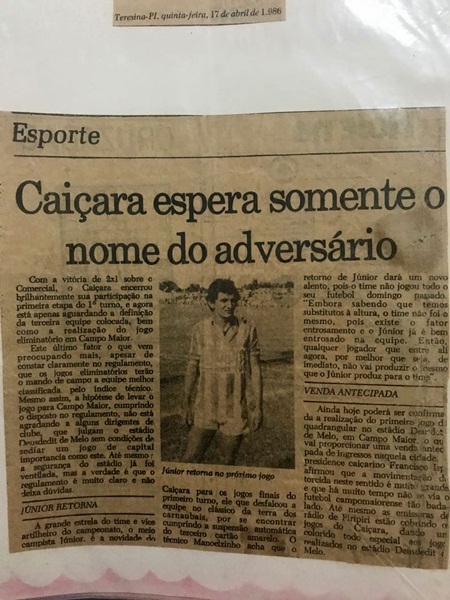 Teresina-PI, quinta-feira, 17 de abril de 1.986
Esporte
Caiçara espera somente o
nome do adversário
Com a vitória de 2x1 sobre o
Comercial, o Caiçara encerrou
brilhantemente sua participação na
primeira etapa do 1º turno, e agora
está apenas aguardando a definição
da terceira equipe colocada, bem
como a realização do jogo
eliminatório em Campo Maior.
Este último fator o que vem
preocupando mais, apesar de
constar claramente no regulamento,
que os jogos eliminatórios terão
o mando de campo a equipe melhor
classificada pelo índice técnico.
Mesmo assim, a hipótese de levar o
jogo para Campo Maior, cumprindo
o disposto no regulamento, não está
agradando a alguns dirigentes de
clube, que julgam o estádio
Deusdedit de Melo sem condições de
sediar um jogo de capital
importância como este. Até mesmo
a segurança do estádio já foi
ventilada, mas a verdade é que o
regulamento é muito claro e não
deixa dúvidas.
JÚNIOR RETORNA
A grande estrela do time e vice
artilheiro do campeonato, o meio
campista Júnior, é a novidade do
Júnior retorna no próximo jogo
Caiçara para os jogos finais do
primeiro turno, ele que desfalcou a
equipe no clássico da terra dos
carnaubais, por se encontrar
cumprindo a suspensão automática
do terceiro cartão amarelo. O
técnico Manoelzinho acha que o
retorno de Júnior dará um novo
alento, pois o time não jogou todo o
seu futebol domingo passado.
"Embora sabendo que temos
substitutos à altura, o time não foi o
mesmo, pois existe o fator
entrosamento e o Júnior já é bem
entrosado na equipe. Então,
qualquer jogador que entre ali
agora, por melhor que seja, de
imediato, não vai produzir o mesmo
que o Júnior produz para o time".
VENDA ANTECIPADA
Ainda hoje poderá ser confirma
da a realização do primeiro jogo d
quadrangular no estádio Deusdedit
de Melo, em Campo Maior, o qu
vai proporcionar uma venda antec
pada de ingressos naquela cidade.
presidente caiçarino Francisco
afirmou que a movimentação d
torcida neste sentido é muito grande
e que há muito tempo não se via o
futebol campomaiorense tão bada
lado. Até mesmo as emissoras de
rádio de Piripiri estão cobrindo o
jogos do Caiçara, dando um
colorido todo especial aos jog
realizados no estádio Deusdedit d
Melo.